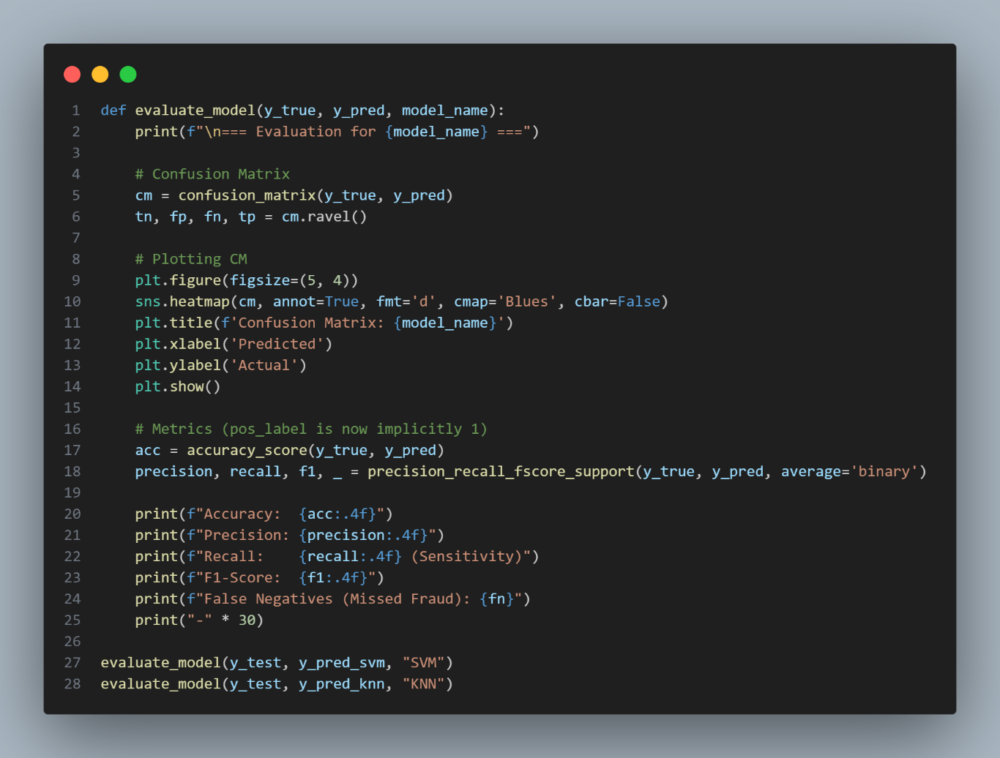 1 def evaluate_model(y_true, y_pred, model_name):
2     print(f"\n=== Evaluation for {model_name} ===")
3
4     # Confusion Matrix
5     cm = confusion_matrix(y_true, y_pred)
6     tn, fp, fn, tp = cm.ravel()
7
8     # Plotting CM
9     plt.figure(figsize=(5, 4))
10     sns.heatmap(cm, annot=True, fmt='d', cmap='Blues', cbar=False)
11     plt.title(f'Confusion Matrix: {model_name}')
12     plt.xlabel('Predicted')
13     plt.ylabel('Actual')
14     plt.show()
15
16     # Metrics (pos_label is now implicitly 1)
17     acc = accuracy_score(y_true, y_pred)
18     precision, recall, f1, _ = precision_recall_fscore_support(y_true, y_pred, average='binary')
19
20     print(f"Accuracy:  {acc:.4f}")
21     print(f"Precision: {precision:.4f}")
22     print(f"Recall:    {recall:.4f} (Sensitivity)")
23     print(f"F1-Score:  {f1:.4f}")
24     print(f"False Negatives (Missed Fraud): {fn}")
25     print("-" * 30)
26
27 evaluate_model(y_test, y_pred_svm, "SVM")
28 evaluate_model(y_test, y_pred_knn, "KNN")